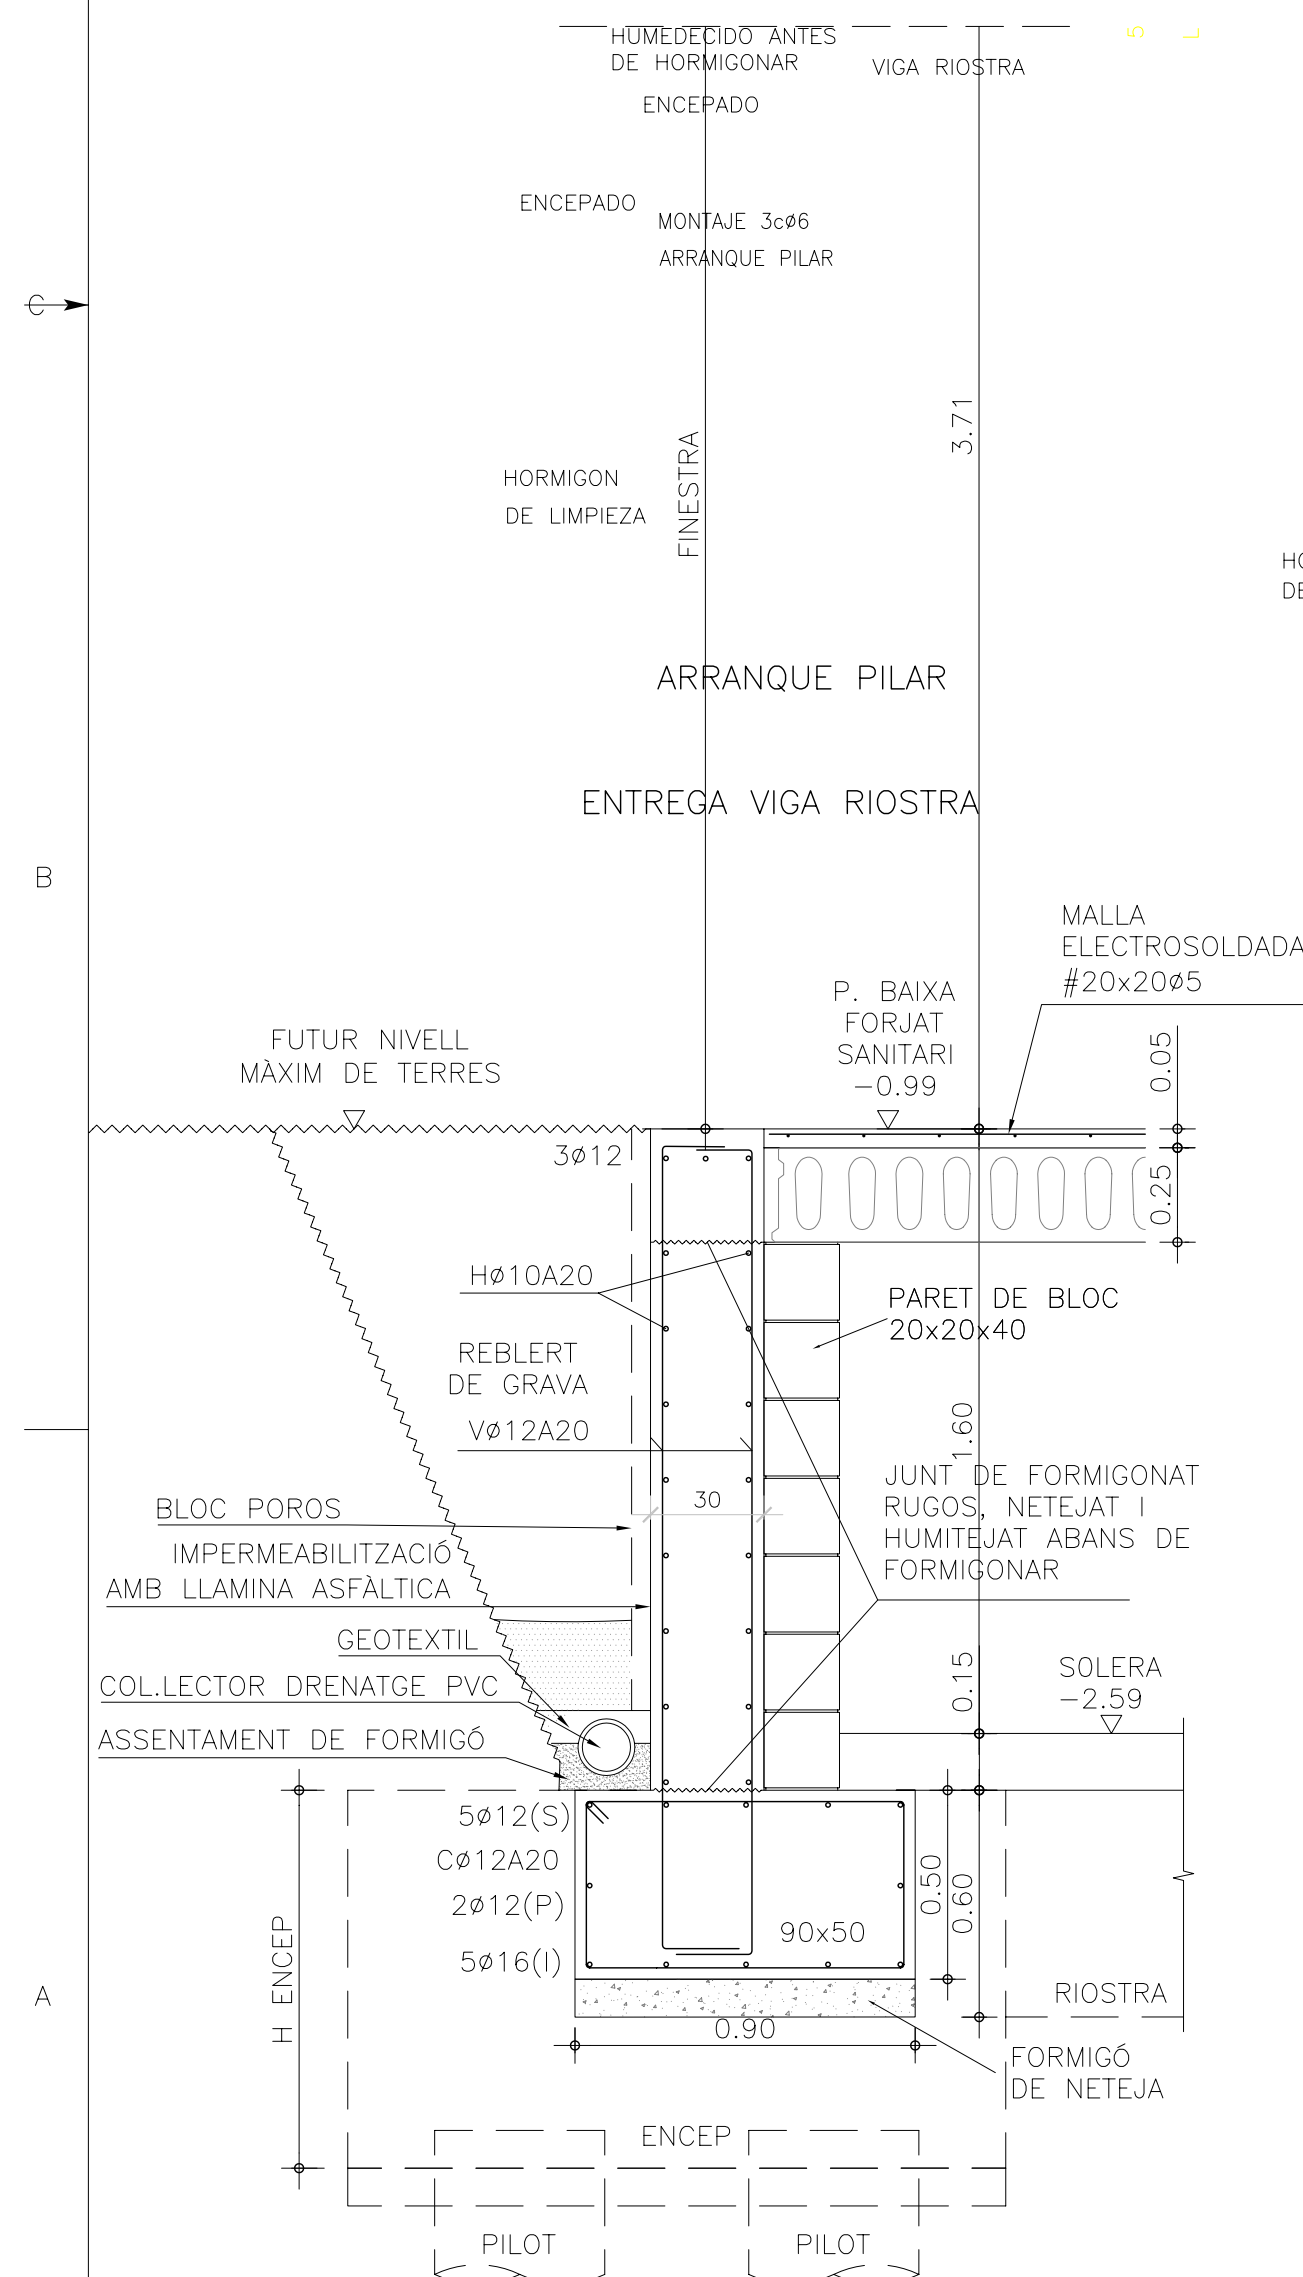 5
L
HUMEDECIDO ANTES
DE HORMIGONAR
VIGA RIOSTRA
ENCEPADO
ENCEPADO
MONTAJE 3cø6
ARRANQUE PILAR
C
3.71
FINESTRA
HORMIGON
DE LIMPIEZA
HO
DE
ARRANQUE PILAR
ENTREGA VIGA RIOSTRA
B
MALLA
ELECTROSOLDADA
#20x20ø5
P. BAIXA
FORJAT
SANITARI
-0.99
FUTUR NIVELL
MÀXIM DE TERRES
0.05
3ø12
0.25
Hø10A20
PARET DE BLOC
20x20x40
REBLERT
DE GRAVA
Vø12A20
1.60
JUNT DE FORMIGONAT
RUGOS, NETEJAT I
HUMITEJAT ABANS DE
FORMIGONAR
30
BLOC POROS
IMPERMEABILITZACIÓ
AMB LLAMINA ASFÀLTICA
GEOTEXTIL
COL.LECTOR DRENATGE PVC
ASSENTAMENT DE FORMIGÓ
0.15
SOLERA
-2.59
5ø12(S)
Cø12A20
2ø12(P)
5ø16(I)
90x50
0.50
0.60
H ENCEP
A
RIOSTRA
0.90
FORMIGÓ
DE NETEJA
ENCEP
PILOT
PILOT